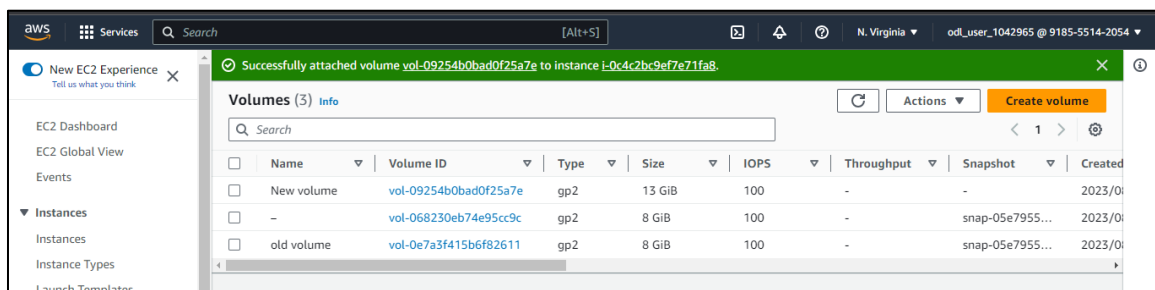 aws Services Search [Alt+S] N. Virginia odl_user_1042965 @ 9185-5514-2054
New EC2 Experience
Tell us what you think
EC2 Dashboard
EC2 Global View
Events
Instances
Instances
Instance Types
Launch Templates
Successfully attached volume vol-09254b0bad0f25a7e to instance i-0c4c2bc9ef7e71fa8.
Volumes (3) Info Actions Create volume
Search 1
Name Volume ID Type Size IOPS Throughput Snapshot Created
New volume vol-09254b0bad0f25a7e gp2 13 GiB 100 - - 2023/0
– vol-068230eb74e95cc9c gp2 8 GiB 100 - snap-05e7955... 2023/0
old volume vol-0e7a3f415b6f82611 gp2 8 GiB 100 - snap-05e7955... 2023/0